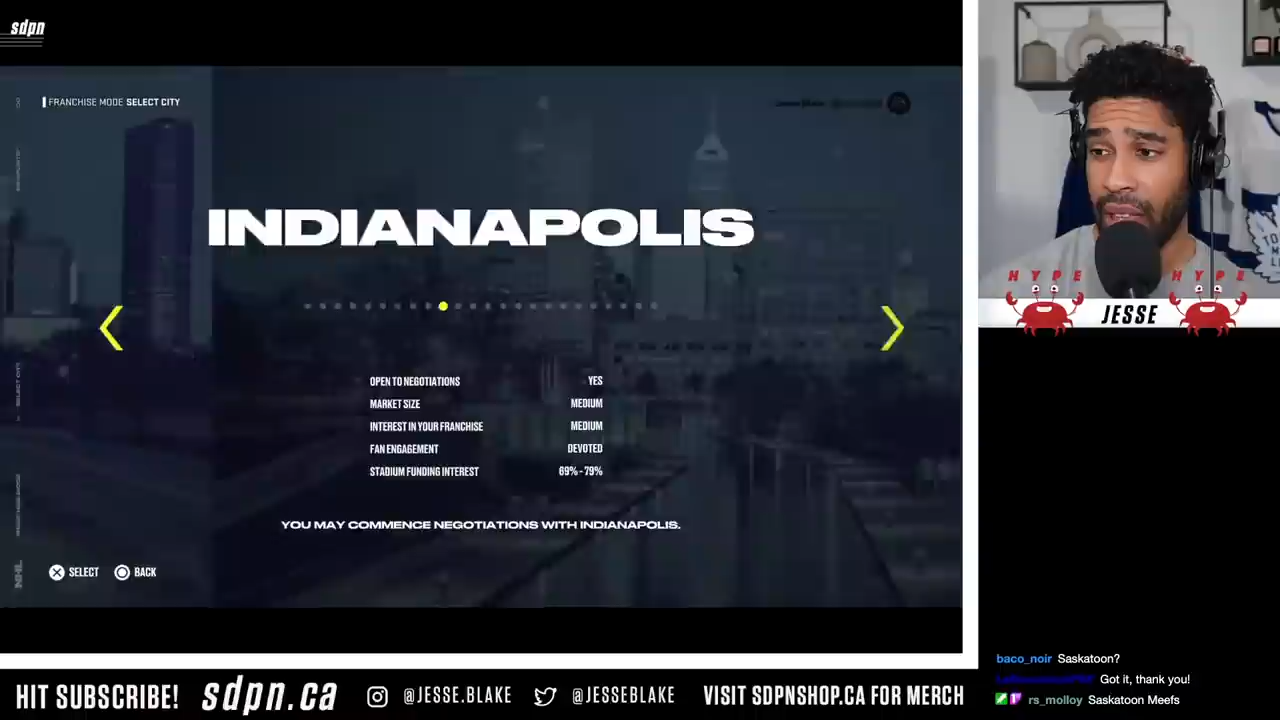 sdpn
FRANCHISE MODE SELECT CITY
INDIANAPOLIS
OPEN TO NEGOTIATIONS YES
MARKET SIZE MEDIUM
INTEREST IN YOUR FRANCHISE MEDIUM
FAN ENGAGEMENT DEVOTED
STADIUM FUNDING INTEREST 69% - 79%
YOU MAY COMMENCE NEGOTIATIONS WITH INDIANAPOLIS.
SELECT BACK
NHL
HYPE HYPE
JESSE
TO ML
baco_noir Saskatoon?
Got it, thank you!
rs_molloy Saskatoon Meefs
HIT SUBSCRIBE! sdpn.ca @JESSE.BLAKE @JESSEBLAKE VISIT SDPNSHOP.CA FOR MERCH